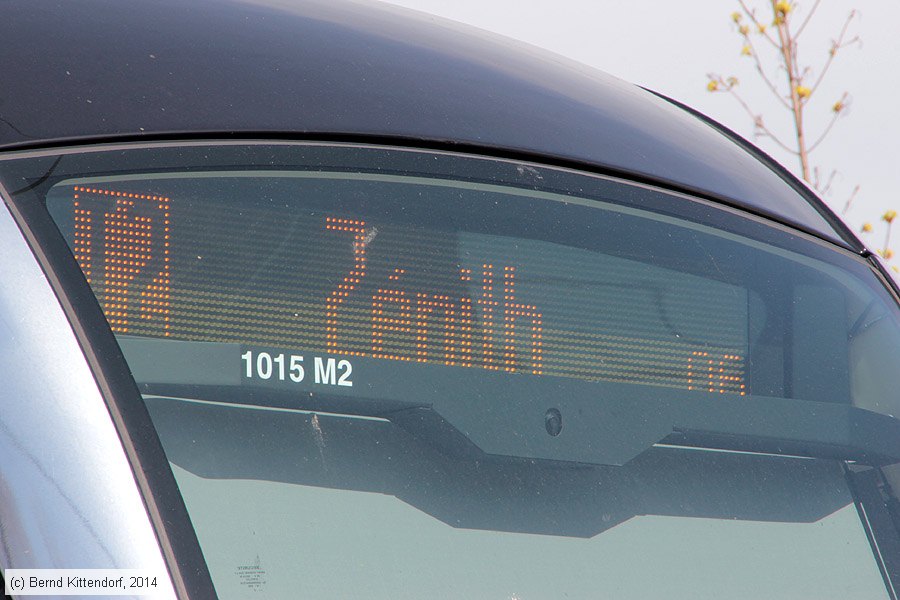 Zénith
1015 M2
(c) Bernd Kittendorf, 2014